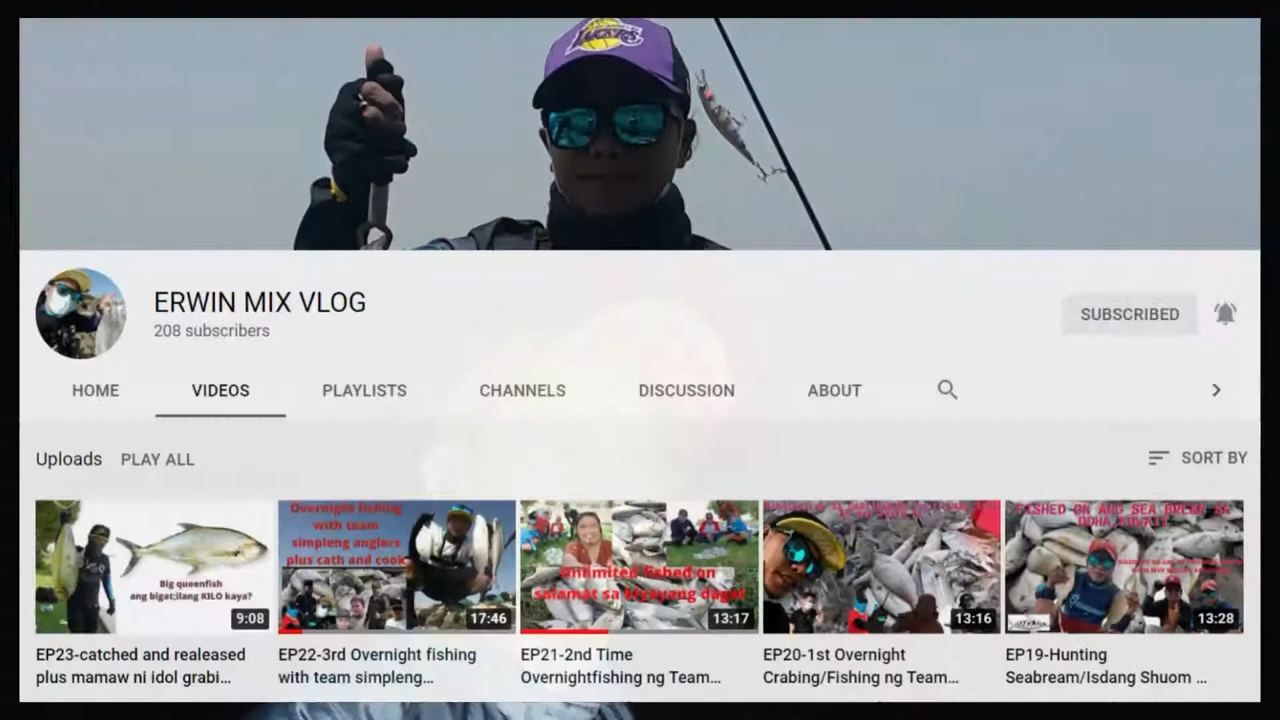 LAKERS
ERWIN MIX VLOG
208 subscribers
SUBSCRIBED
HOME
VIDEOS
PLAYLISTS
CHANNELS
DISCUSSION
ABOUT
Uploads
PLAY ALL
SORT BY
Big queenfish
ang bigat;ilang KILO kaya?
9:08
Overnight fishing
with team
simpleng anglers
plus cath and cook
17:46
Unlimited fished on
salamat sa biyayang dagat
13:17
13:16
FISHED ON ANG SEA BREAM SA
DOHA,KUWAIT
13:28
EP23-catched and realeased
plus mamaw ni idol grabi...
EP22-3rd Overnight fishing
with team simpleng...
EP21-2nd Time
Overnightfishing ng Team...
EP20-1st Overnight
Crabing/Fishing ng Team...
EP19-Hunting
Seabream/Isdang Shuom ...